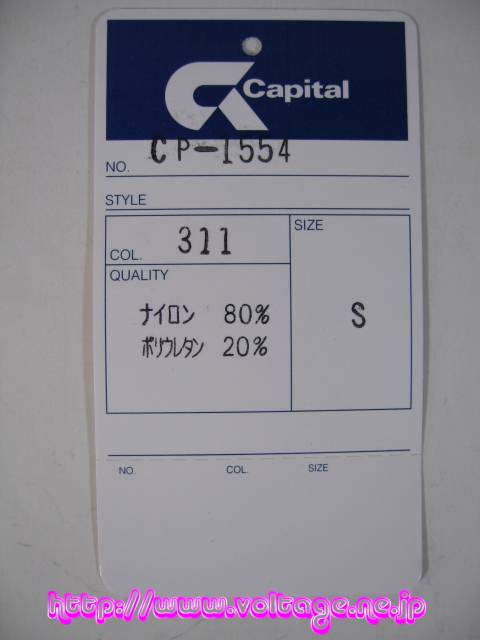 Capital
NO. CP-1554
STYLE
COL. 311
SIZE
QUALITY
ナイロン 80%
S
ポリウレタン 20%
NO. COL. SIZE
http://www.voltage.ne.jp